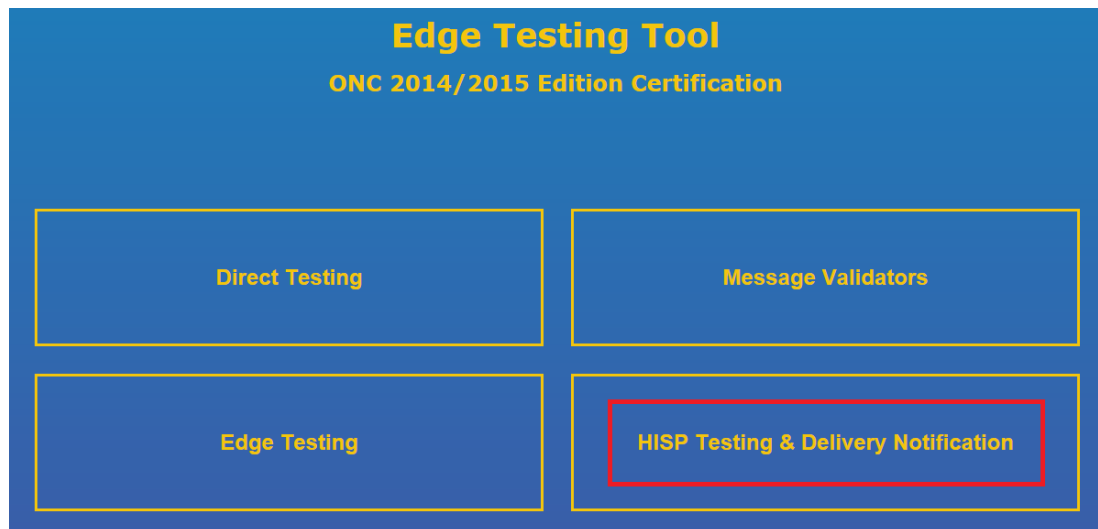 Edge Testing Tool
ONC 2014/2015 Edition Certification
Direct Testing
Message Validators
Edge Testing
HISP Testing & Delivery Notification